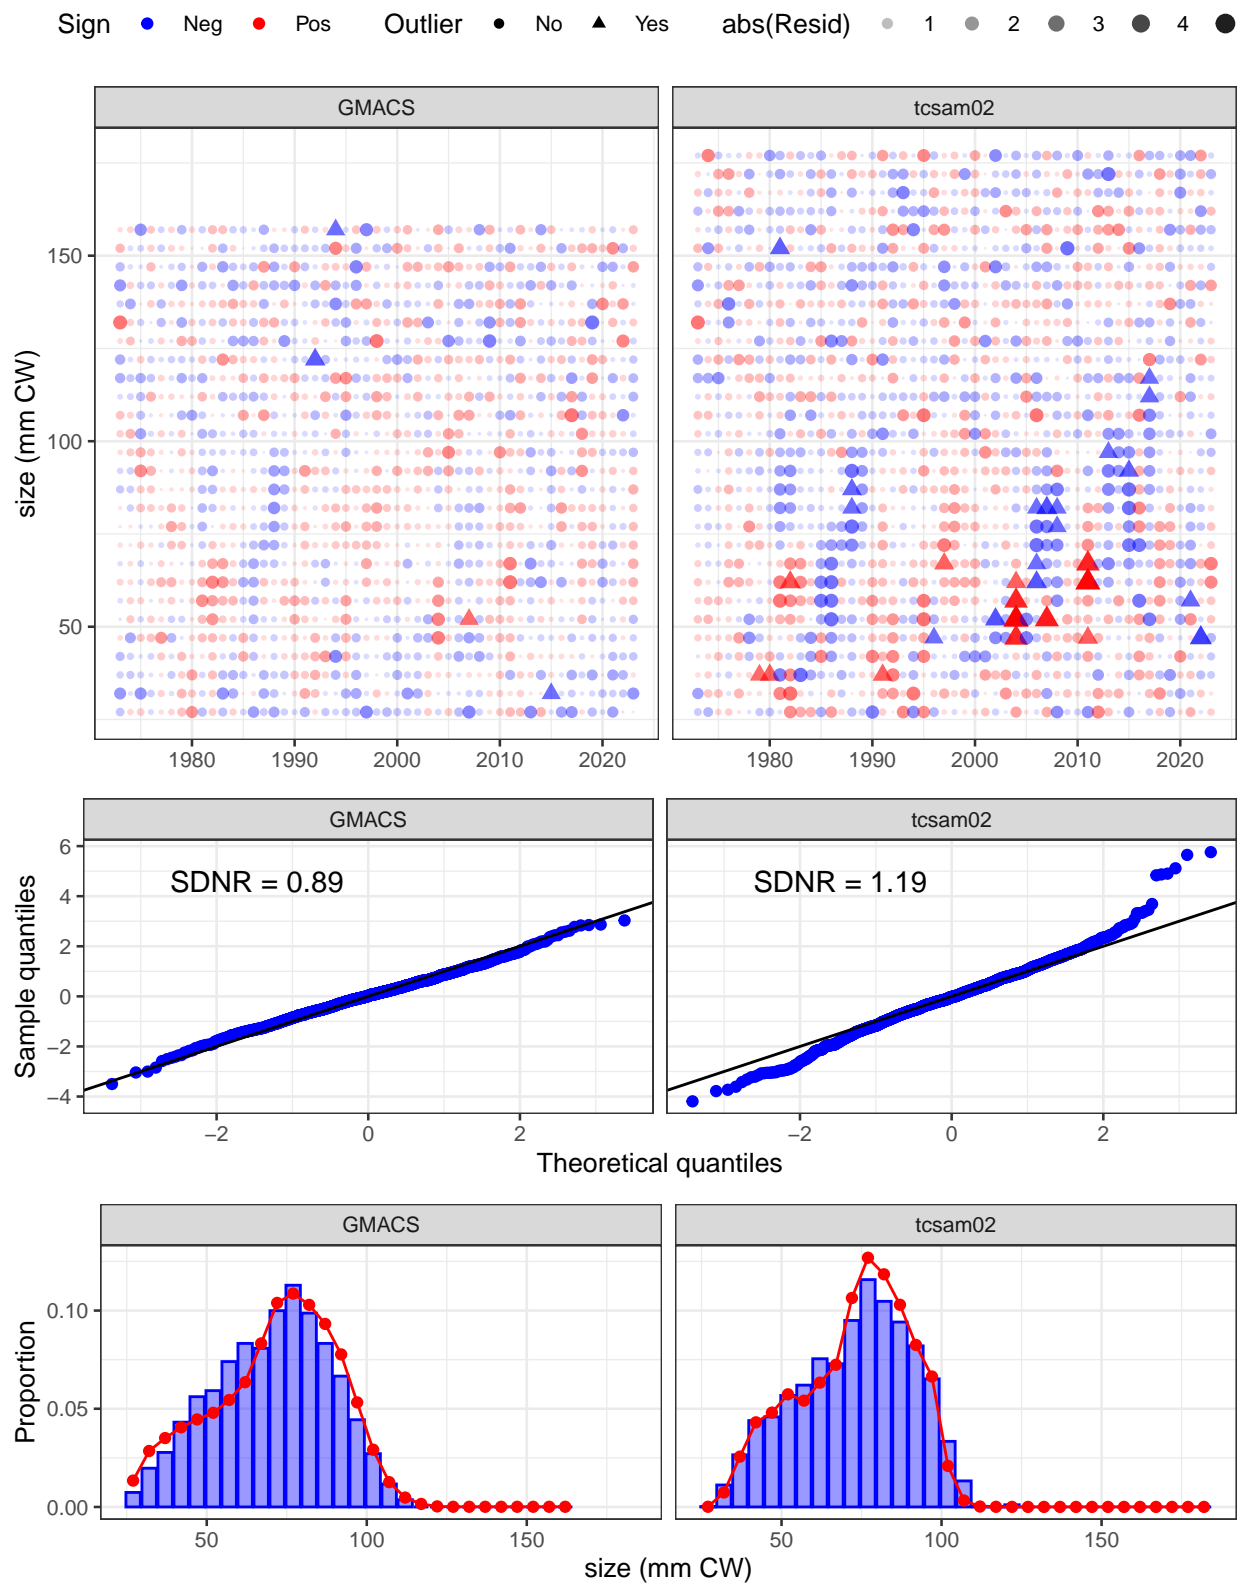 Sign Neg Pos Outlier No Yes abs(Resid) 1 2 3 4
GMACS tcsam02
size (mm CW)
150
100
50
1980 1990 2000 2010 2020 1980 1990 2000 2010 2020
GMACS tcsam02
Sample quantiles
6
4
2
0
−2
−4
SDNR = 0.89 SDNR = 1.19
−2 0 2 −2 0 2
Theoretical quantiles
GMACS tcsam02
Proportion
0.10
0.05
0.00
50 100 150 50 100 150
size (mm CW)